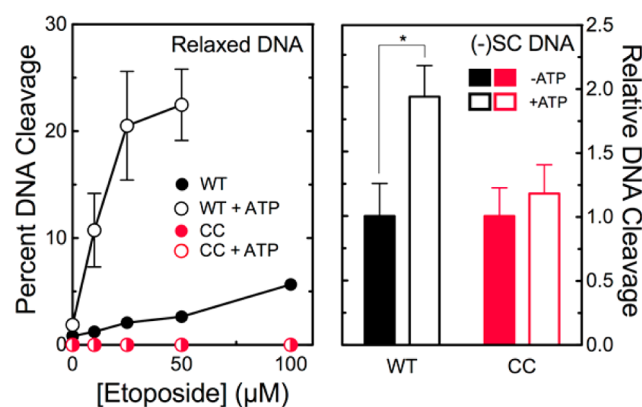 Percent DNA Cleavage
30
20
10
0
Relaxed DNA
WT
WT + ATP
CC
CC + ATP
0
50
100
[Etoposide] (µM)
(-)SC DNA
-ATP
+ATP
*
WT
CC
2.5
2.0
1.5
1.0
0.5
0.0
Relative DNA Cleavage